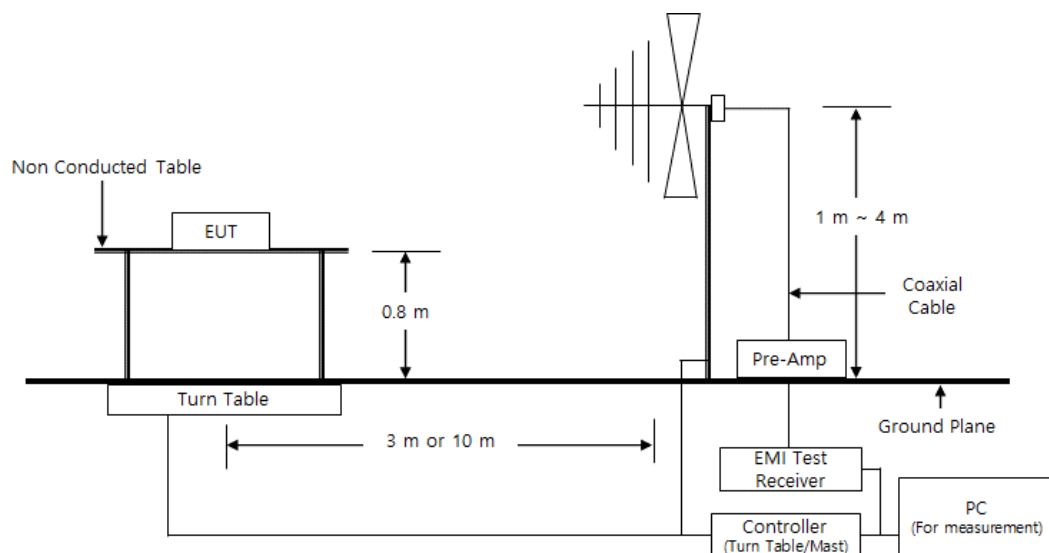 Non Conducted Table
EUT
0.8 m
1 m ~ 4 m
Coaxial
Cable
Pre-Amp
Turn Table
Ground Plane
3 m or 10 m
EMI Test
Receiver
PC
(For measurement)
Controller
(Turn Table/Mast)